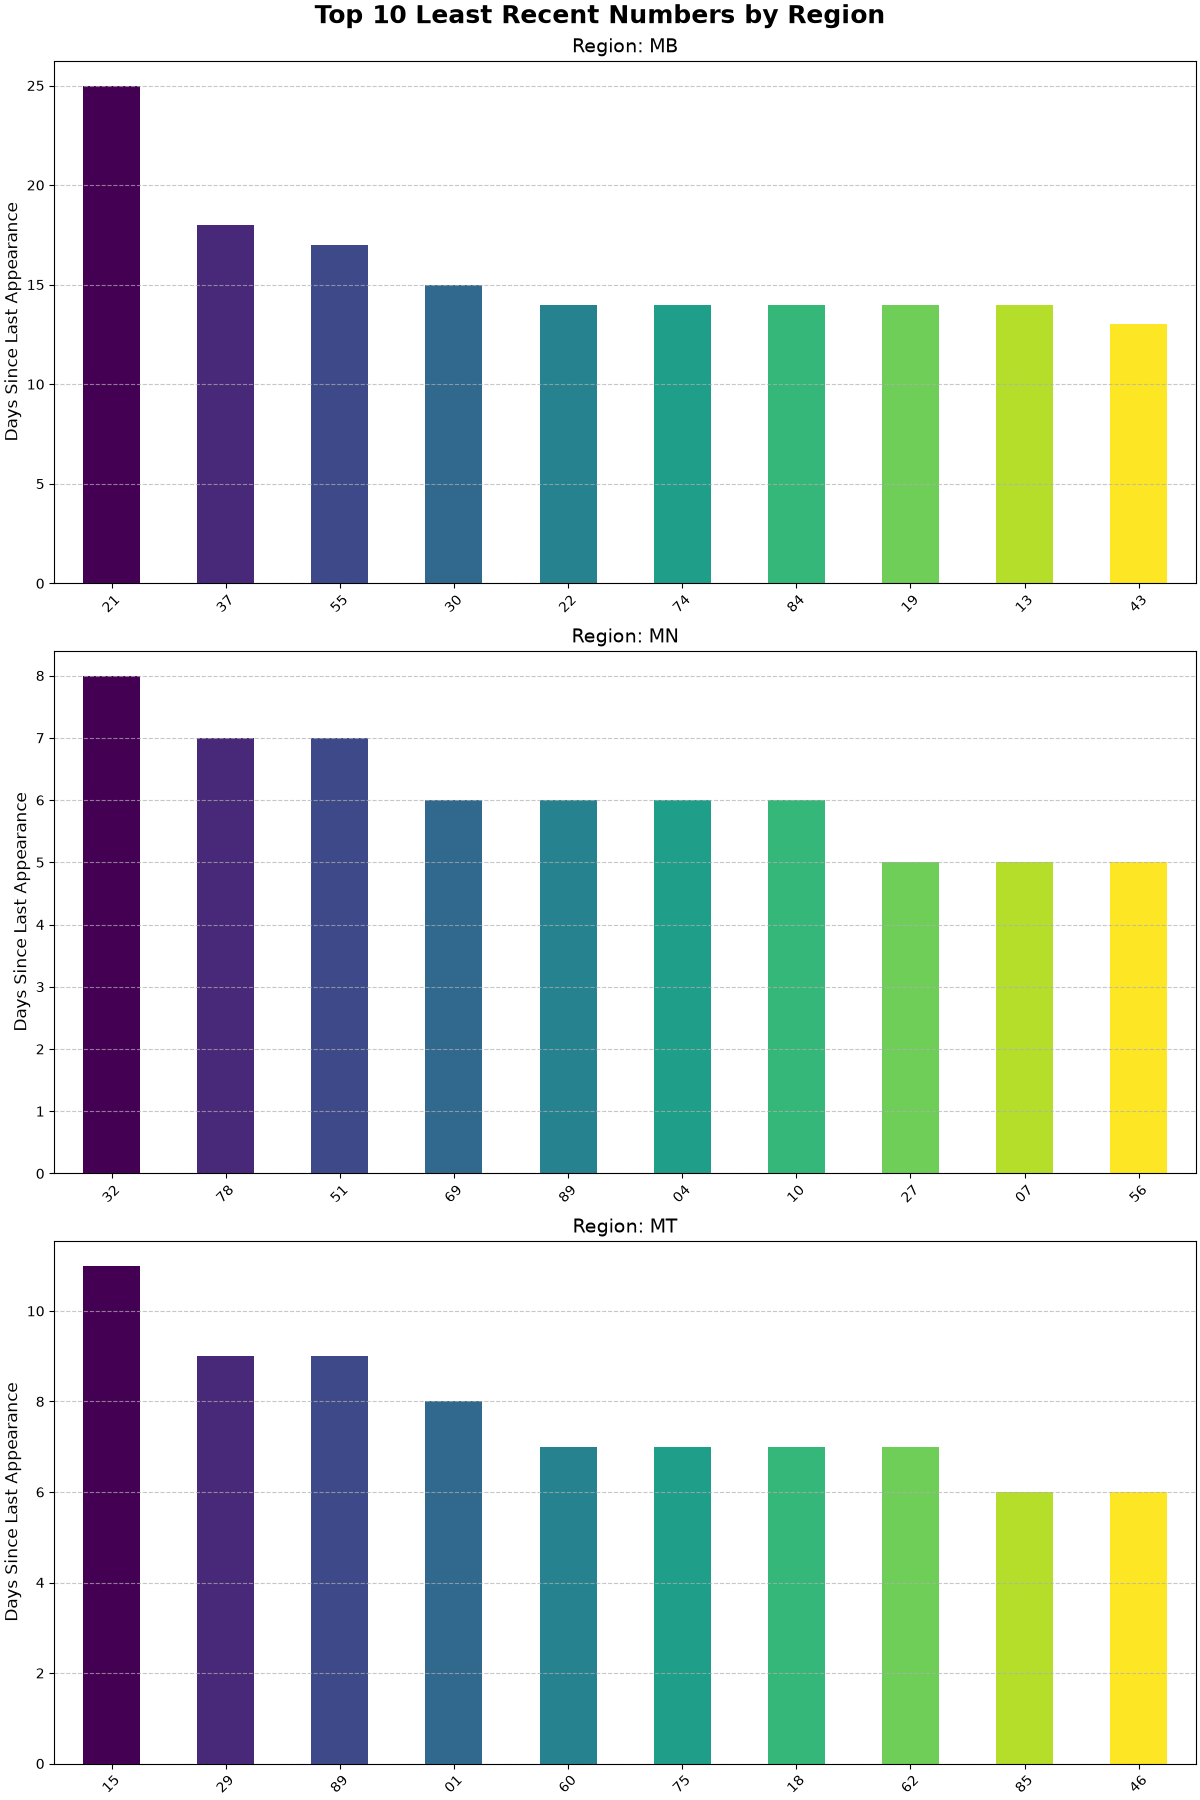 Top 10 Least Recent Numbers by Region
Region: MB
Days Since Last Appearance
25
20
15
10
5
0
21 37 55 30 22 74 84 19 13 43
Region: MN
Days Since Last Appearance
8
7
6
5
4
3
2
1
0
32 78 51 69 89 04 10 27 07 56
Region: MT
Days Since Last Appearance
10
8
6
4
2
0
15 29 89 01 60 75 18 62 85 46